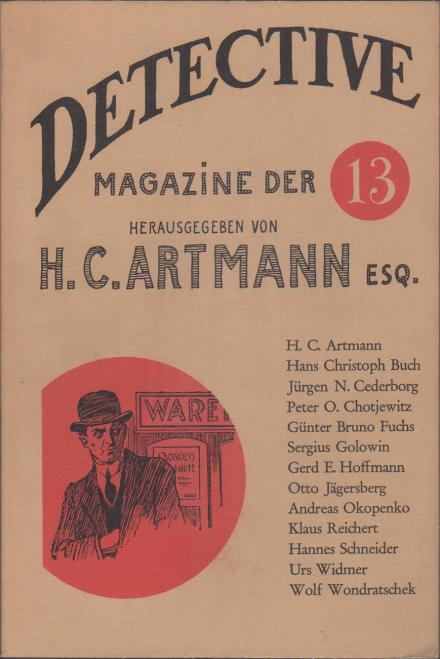 DETECTIVE
MAGAZiNE DER 13
HERAUSGEGEBEN VON
H.C.ARTMANN ESQ.
H. C. Artmann
Hans Christoph Buch
Jürgen N. Cederborg
Peter O. Chotjewitz
Günter Bruno Fuchs
Sergius Golowin
Gerd E. Hoffmann
Otto Jägersberg
Andreas Okopenko
Klaus Reichert
Hannes Schneider
Urs Widmer
Wolf Wondratschek
WARE
BONDED